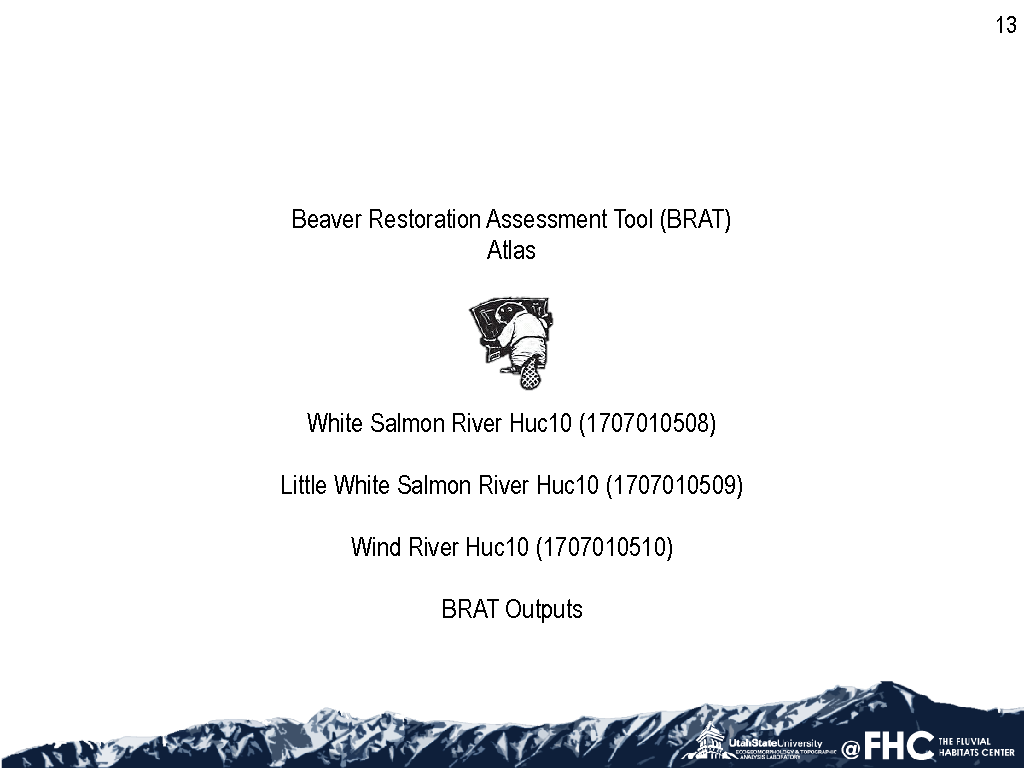 13
Beaver Restoration Assessment Tool (BRAT)
Atlas
White Salmon River Huc10 (1707010508)
Little White Salmon River Huc10 (1707010509)
Wind River Huc10 (1707010510)
BRAT Outputs
UtahStateUniversity
ECOGEOMORPHOLOGY & TOPOGRAPHIC
ANALYSIS LABORATORY
@FHC THE FLUVIAL
HABITATS CENTER